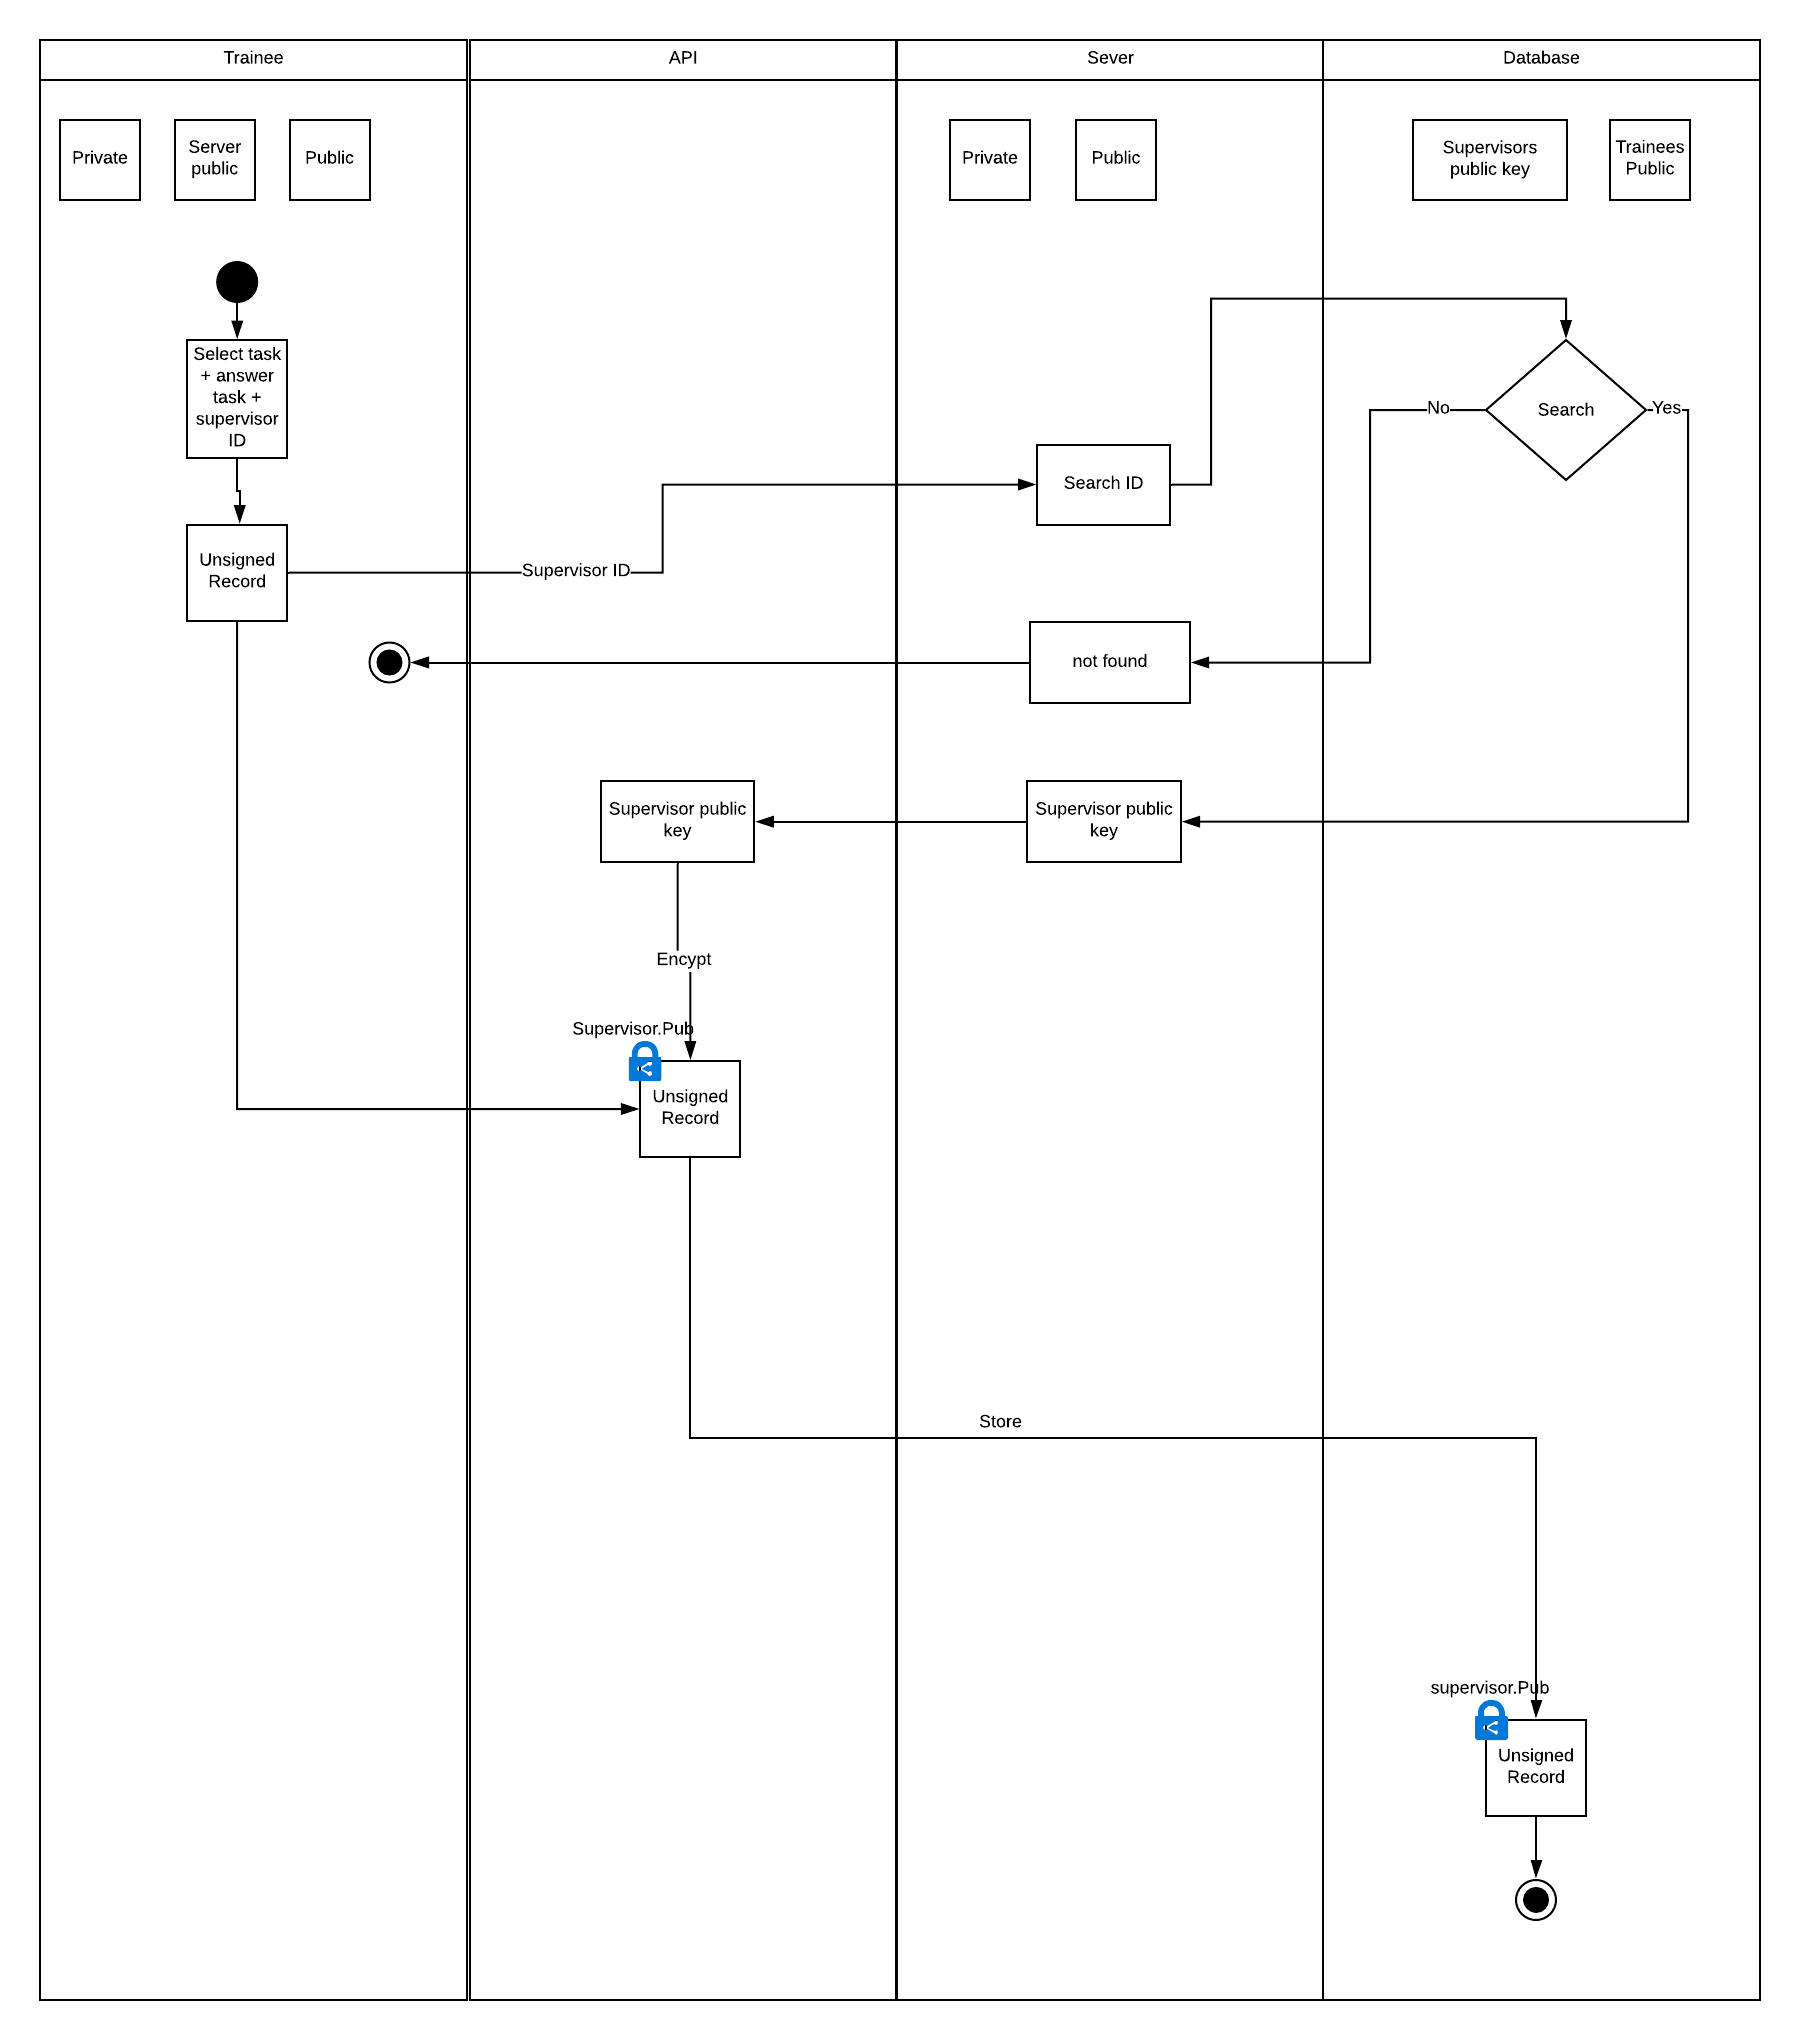 Trainee
API
Sever
Database
Private
Server
public
Public
Private
Public
Supervisors
public key
Trainees
Public
Select task
+ answer
task +
supervisor
ID
Search
No
Yes
Search ID
Unsigned
Record
Supervisor ID
not found
Supervisor public
key
Supervisor public
key
Encypt
Supervisor.Pub
Unsigned
Record
Store
supervisor.Pub
Unsigned
Record